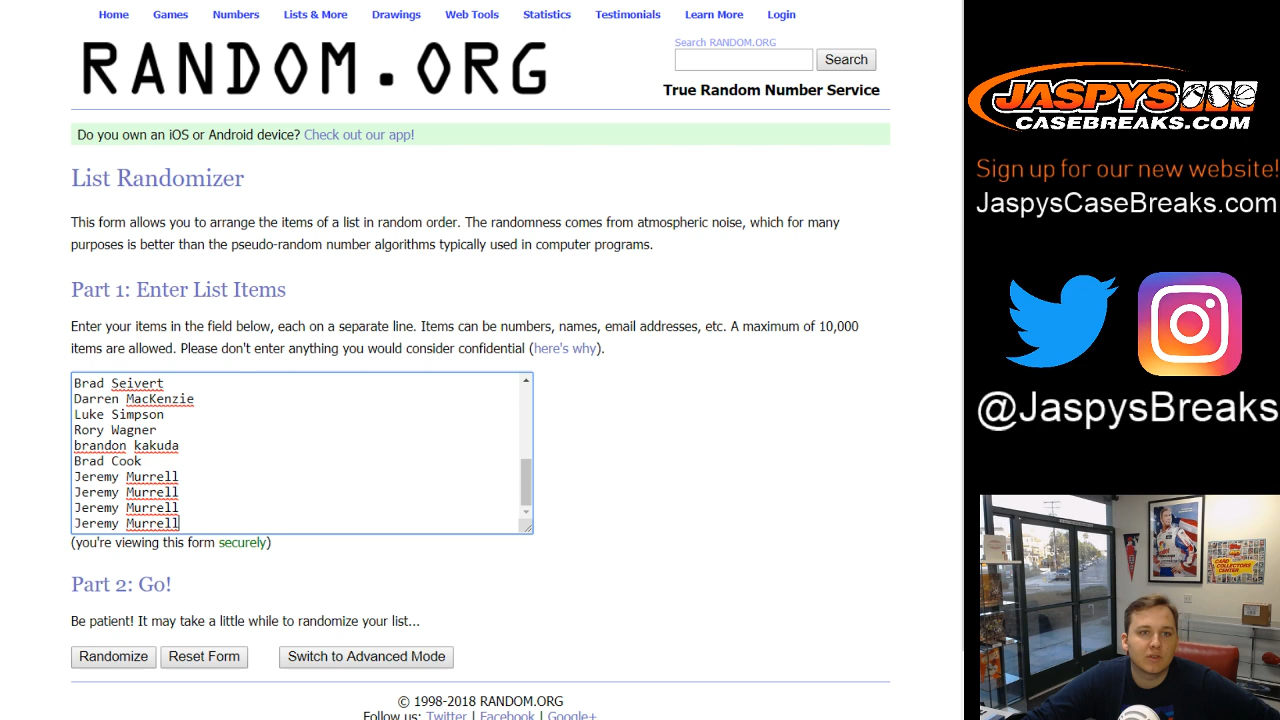 Home Games Numbers Lists & More Drawings Web Tools Statistics Testimonials Learn More Login
RANDOM.ORG
Search RANDOM.ORG
Search
True Random Number Service
Do you own an iOS or Android device? Check out our app!
List Randomizer
This form allows you to arrange the items of a list in random order. The randomness comes from atmospheric noise, which for many
purposes is better than the pseudo-random number algorithms typically used in computer programs.
Part 1: Enter List Items
Enter your items in the field below, each on a separate line. Items can be numbers, names, email addresses, etc. A maximum of 10,000
items are allowed. Please don't enter anything you would consider confidential (here's why).
Brad Seivert
Darren MacKenzie
Luke Simpson
Rory Wagner
brandon kakuda
Brad Cook
Jeremy Murrell
Jeremy Murrell
Jeremy Murrell
Jeremy Murrell
(you're viewing this form securely)
Part 2: Go!
Be patient! It may take a little while to randomize your list...
Randomize Reset Form Switch to Advanced Mode
© 1998-2018 RANDOM.ORG
Follow us: Twitter | Facebook | Google+
JASPYS
CASEBREAKS.COM
Sign up for our new website!
JaspysCaseBreaks.com
@JaspysBreaks
CARD
COLLECTORS
CENTER